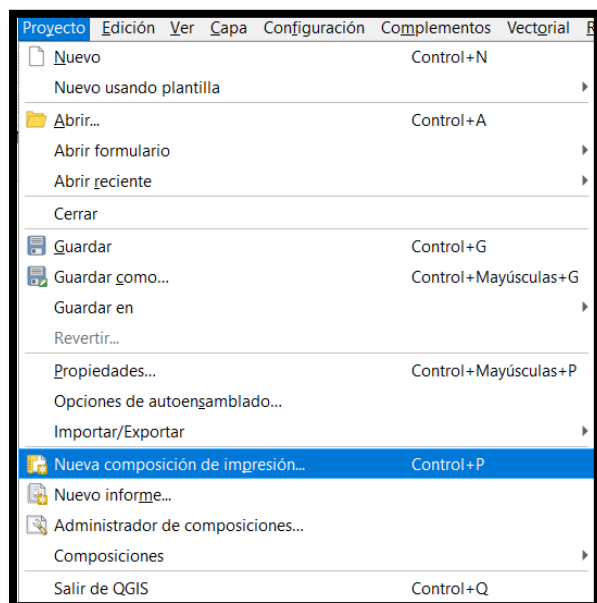 Proyecto Edición Ver Capa Configuración Complementos Vectorial R
Nuevo Control+N
Nuevo usando plantilla
Abrir... Control+A
Abrir formulario
Abrir reciente
Cerrar
Guardar Control+G
Guardar como... Control+Mayúsculas+G
Guardar en
Revertir...
Propiedades... Control+Mayúsculas+P
Opciones de autoensamblado...
Importar/Exportar
Nueva composición de impresión... Control+P
Nuevo informe...
Administrador de composiciones...
Composiciones
Salir de QGIS Control+Q